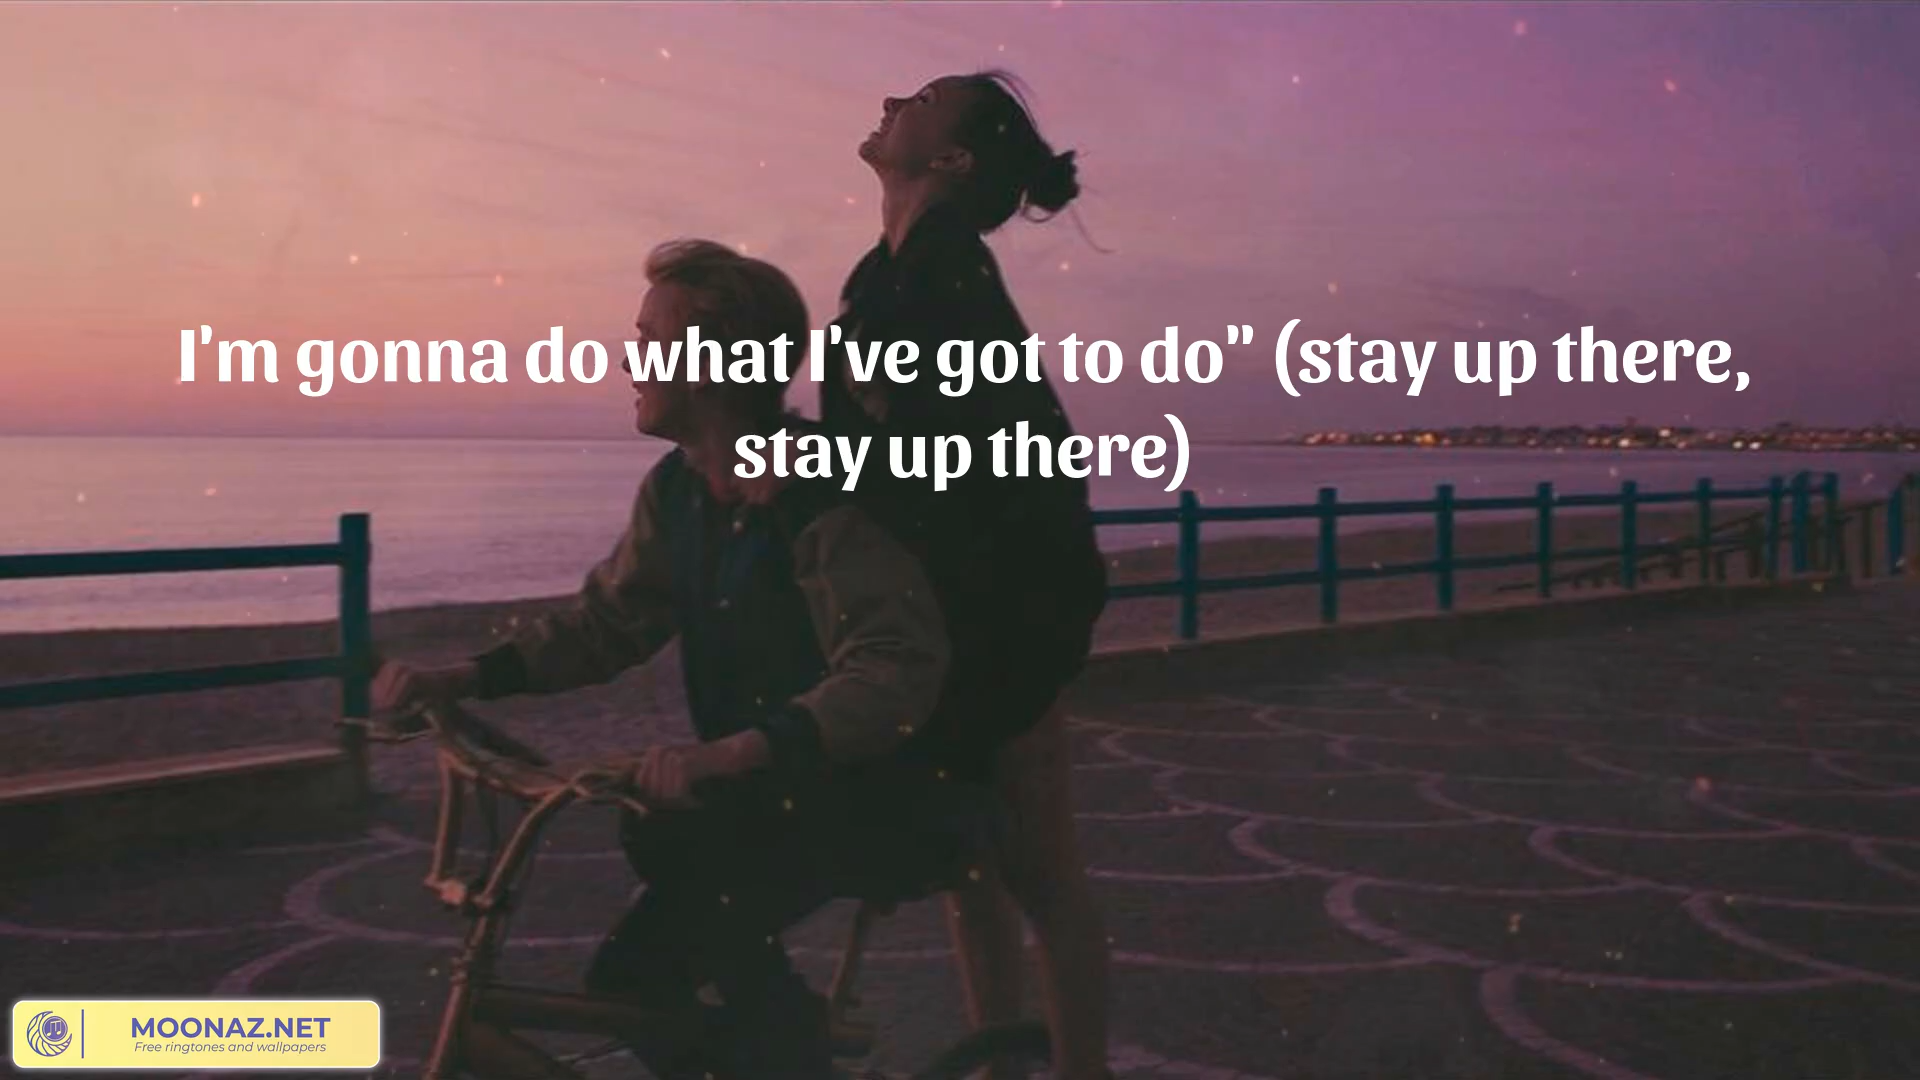 I'm gonna do what I've got to do" (stay up there,
stay up there)
MOONAZ.NET
Free ringtones and wallpapers